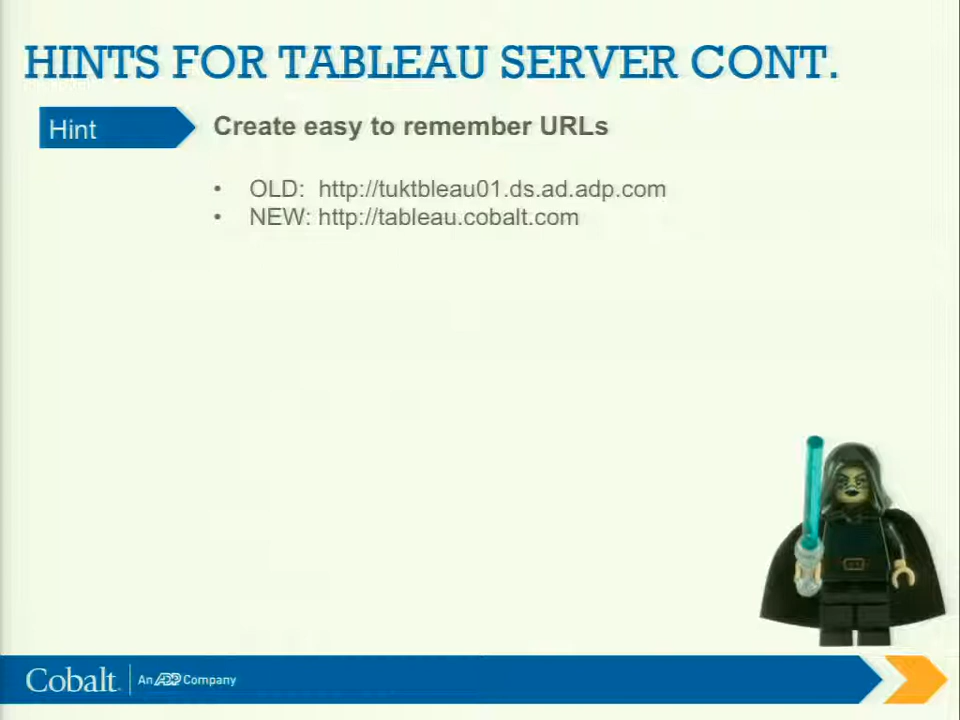 HINTS FOR TABLEAU SERVER CONT.
Hint
Create easy to remember URLs
• OLD: http://tuktbleau01.ds.ad.adp.com
• NEW: http://tableau.cobalt.com
Cobalt An ADP Company